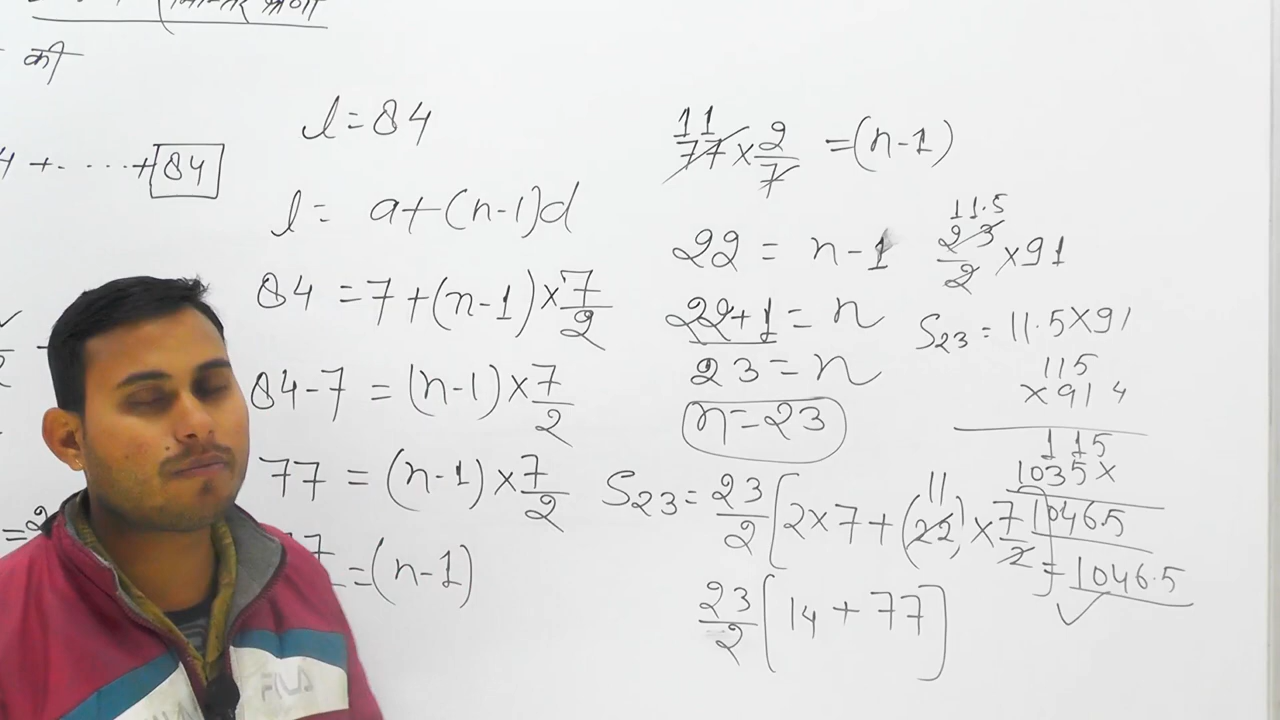 की
4 + ..... + 84
l = 84
l = a+(n-1)d
84 = 7+(n-1)×7/2
84-7 = (n-1)×7/2
77 = (n-1)×7/2
=(n-1)
11
77×2/7 =(n-1)
22 = n-1
22+1 = n
23 = n
n=23
11.5
23/2 ×91
S23 = 11.5×91
115
×91 4
115
1035×
1046.5
= 1046.5
11
S23 = 23/2 [2×7+(22)×7/2]
23/2 [14 + 77]
FILA